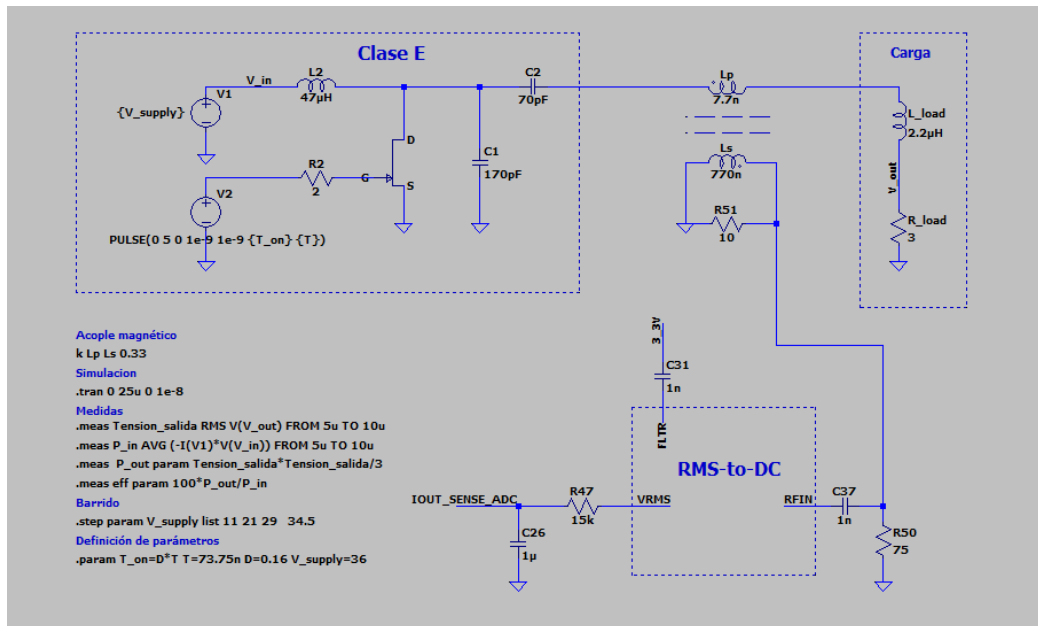 Clase E
V_in
L2
47µH
V1
{V_supply}
C2
70pF
D
G
S
C1
170pF
R2
2
V2
PULSE(0 5 0 1e-9 1e-9 {T_on} {T})
Lp
7.7n
Ls
770n
R51
10
Carga
L_load
2.2µH
V_out
R_load
3
Acople magnético
k Lp Ls 0.33
Simulacion
.tran 0 25u 0 1e-8
Medidas
.meas Tension_salida RMS V(V_out) FROM 5u TO 10u
.meas P_in AVG (-I(V1)*V(V_in)) FROM 5u TO 10u
.meas P_out param Tension_salida*Tension_salida/3
.meas eff param 100*P_out/P_in
Barrido
.step param V_supply list 11 21 29 34.5
Definición de parámetros
.param T_on=D*T T=73.75n D=0.16 V_supply=36
3_3V
C31
1n
FLTR
RMS-to-DC
IOUT_SENSE_ADC
R47
15k
VRMS
RFIN
C37
1n
C26
1µ
R50
75